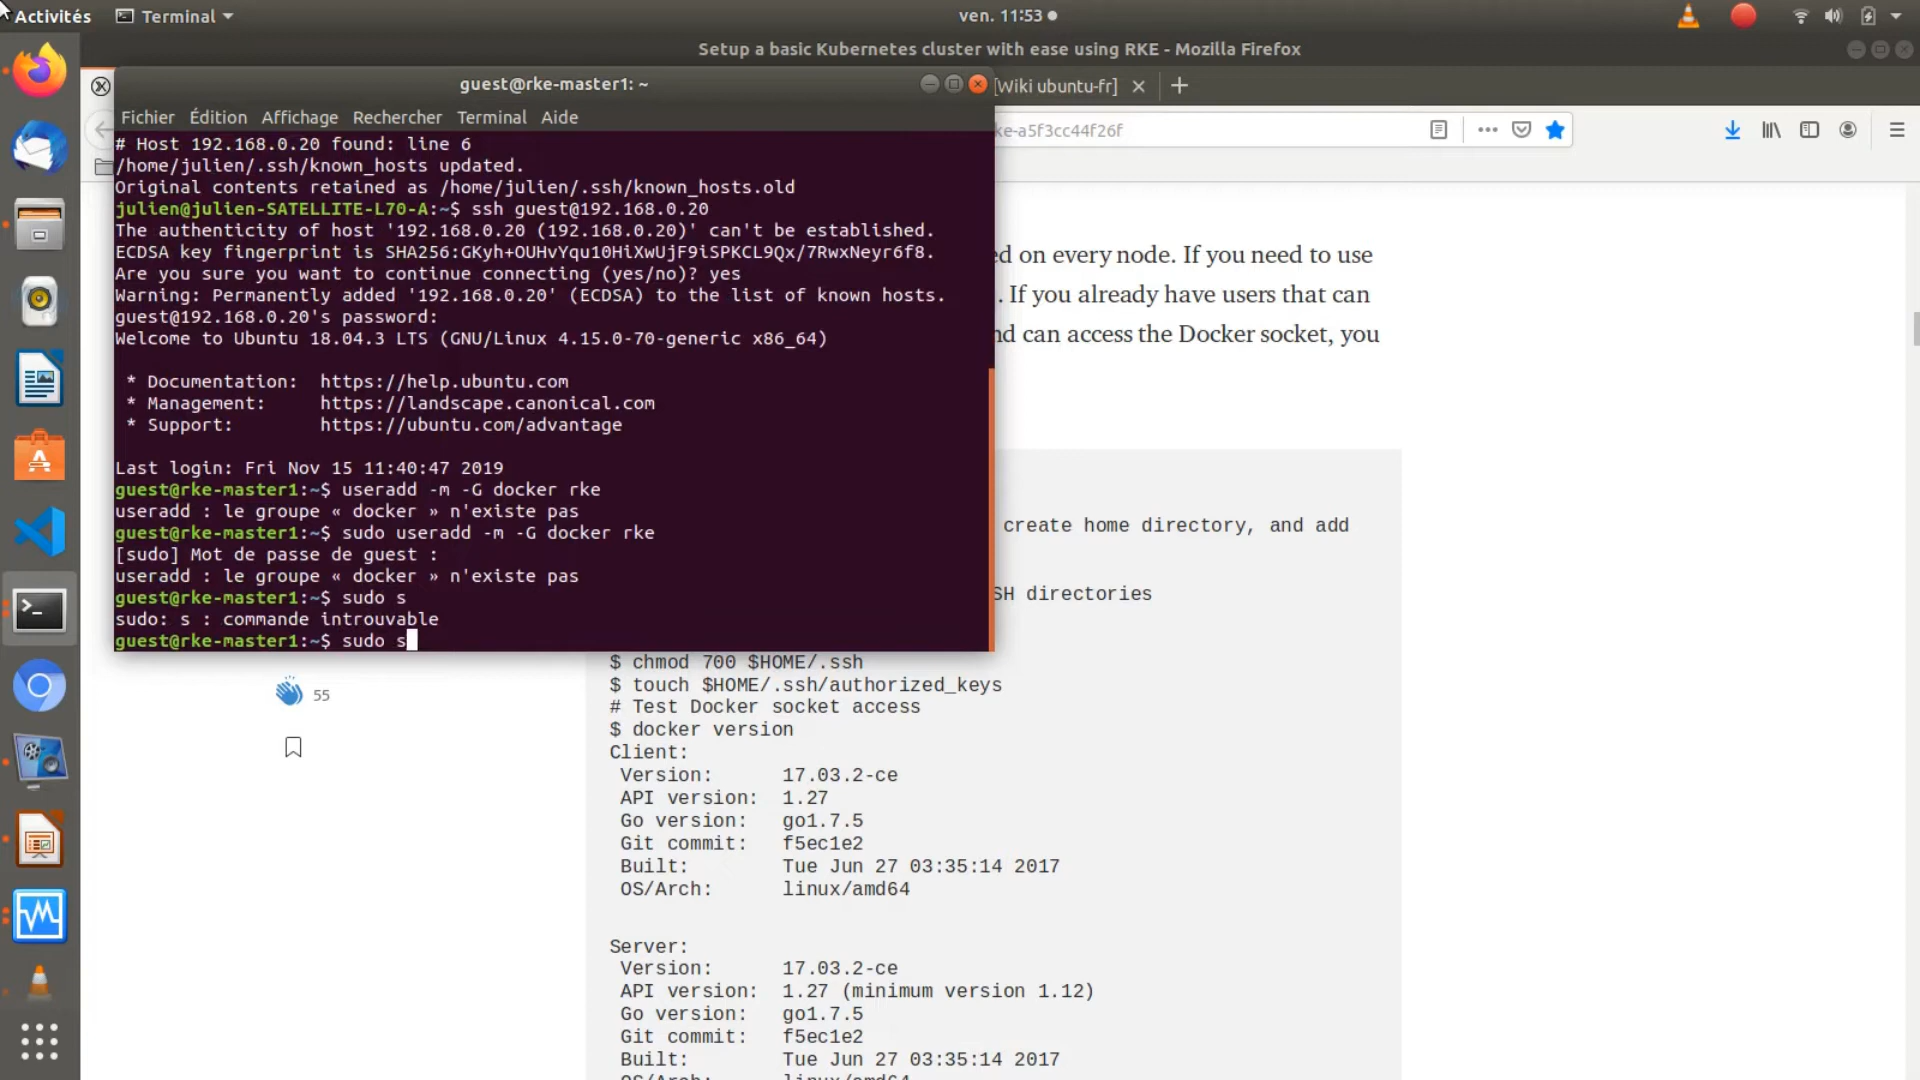 Activités
Terminal
ven. 11:53
Setup a basic Kubernetes cluster with ease using RKE - Mozilla Firefox
guest@rke-master1: ~
[Wiki ubuntu-fr]
Fichier Édition Affichage Rechercher Terminal Aide
ke-a5f3cc44f26f
# Host 192.168.0.20 found: line 6
/home/julien/.ssh/known_hosts updated.
Original contents retained as /home/julien/.ssh/known_hosts.old
julien@julien-SATELLITE-L70-A:~$ ssh guest@192.168.0.20
The authenticity of host '192.168.0.20 (192.168.0.20)' can't be established.
ECDSA key fingerprint is SHA256:GKyh+OUHvYqu10HiXwUjF9iSPKCL9Qx/7RwxNeyr6f8.
Are you sure you want to continue connecting (yes/no)? yes
Warning: Permanently added '192.168.0.20' (ECDSA) to the list of known hosts.
guest@192.168.0.20's password:
Welcome to Ubuntu 18.04.3 LTS (GNU/Linux 4.15.0-70-generic x86_64)
* Documentation: https://help.ubuntu.com
* Management: https://landscape.canonical.com
* Support: https://ubuntu.com/advantage
Last login: Fri Nov 15 11:40:47 2019
guest@rke-master1:~$ useradd -m -G docker rke
useradd : le groupe « docker » n'existe pas
guest@rke-master1:~$ sudo useradd -m -G docker rke
[sudo] Mot de passe de guest :
useradd : le groupe « docker » n'existe pas
guest@rke-master1:~$ sudo s
sudo: s : commande introuvable
guest@rke-master1:~$ sudo s
ed on every node. If you need to use
. If you already have users that can
nd can access the Docker socket, you
create home directory, and add
SH directories
$ chmod 700 $HOME/.ssh
$ touch $HOME/.ssh/authorized_keys
# Test Docker socket access
$ docker version
Client:
Version: 17.03.2-ce
API version: 1.27
Go version: go1.7.5
Git commit: f5ec1e2
Built: Tue Jun 27 03:35:14 2017
OS/Arch: linux/amd64
Server:
Version: 17.03.2-ce
API version: 1.27 (minimum version 1.12)
Go version: go1.7.5
Git commit: f5ec1e2
Built: Tue Jun 27 03:35:14 2017
OS/Arch: linux/amd64
55